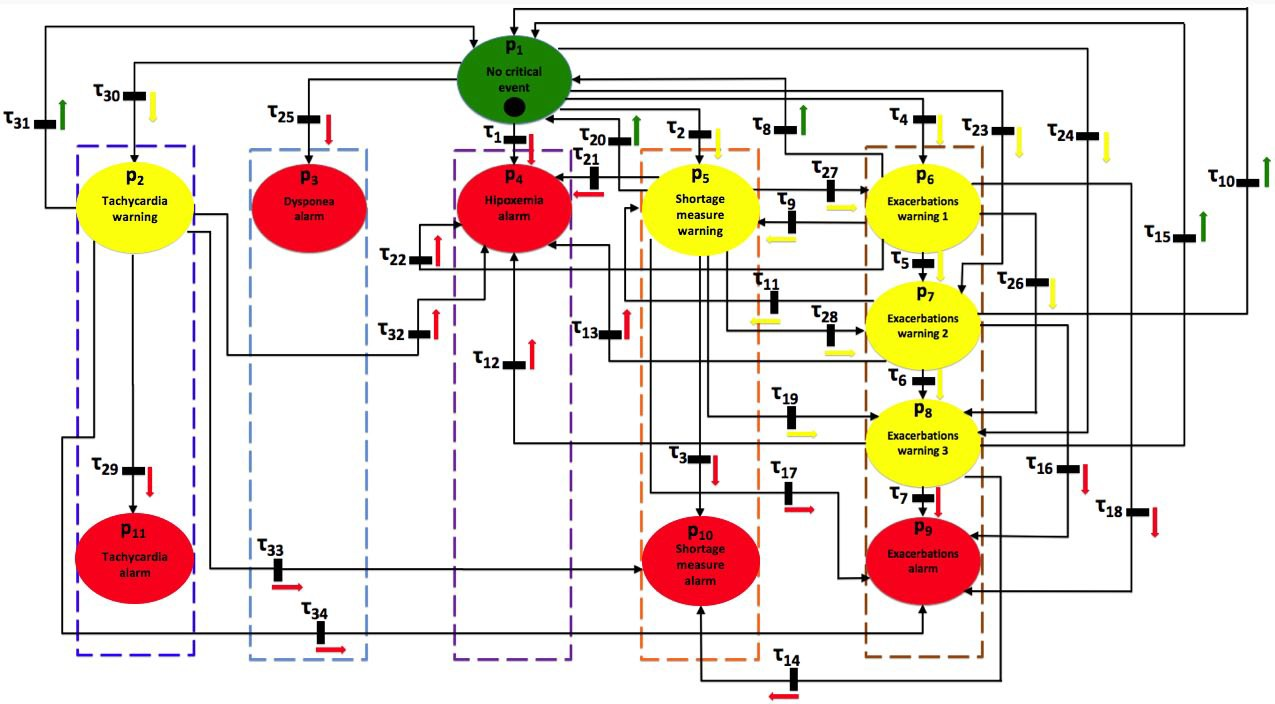 p1
No critical
event
τ30
τ31
τ25
τ1
τ20
τ21
τ2
τ8
τ4
τ23
τ24
τ10
τ15
p2
Tachycardia
warning
p3
Dysponea
alarm
p4
Hipoxemia
alarm
p5
Shortage
measure
warning
τ27
τ9
p6
Exacerbations
warning 1
τ22
τ5
τ26
τ11
τ28
p7
Exacerbations
warning 2
τ32
τ12
τ13
τ6
τ19
p8
Exacerbations
warning 3
τ29
τ3
τ17
τ7
τ16
τ18
p11
Tachycardia
alarm
τ33
p10
Shortage
measure
alarm
p9
Exacerbations
alarm
τ34
τ14